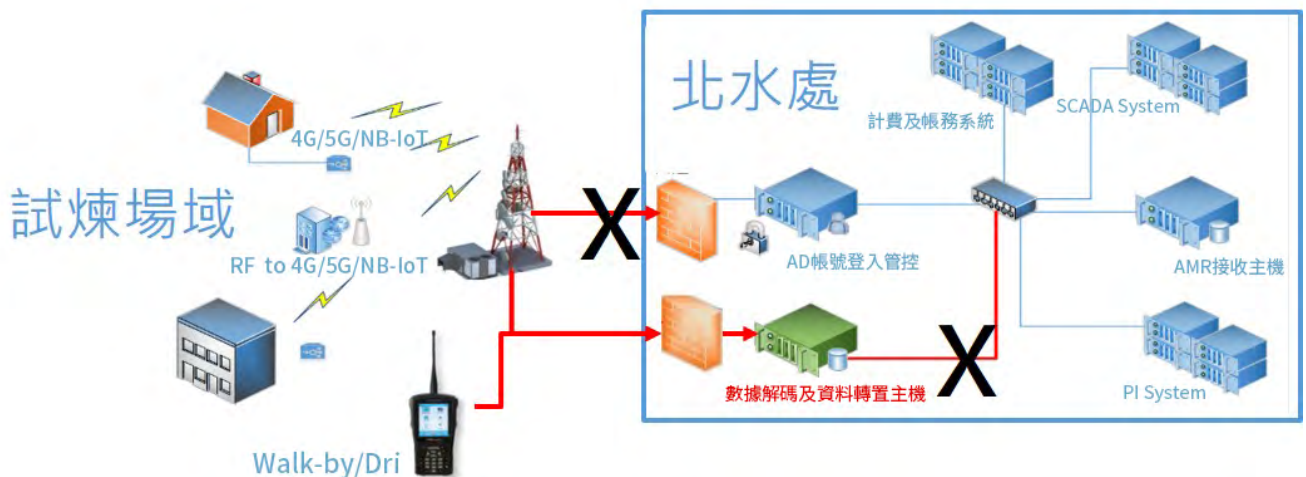 試煉場域
4G/5G/NB-IoT
RF to 4G/5G/NB-IoT
Walk-by/Dri
X
北水處
計費及帳務系統
SCADA System
AD帳號登入管控
AMR接收主機
數據解碼及資料轉置主機
X
PI System